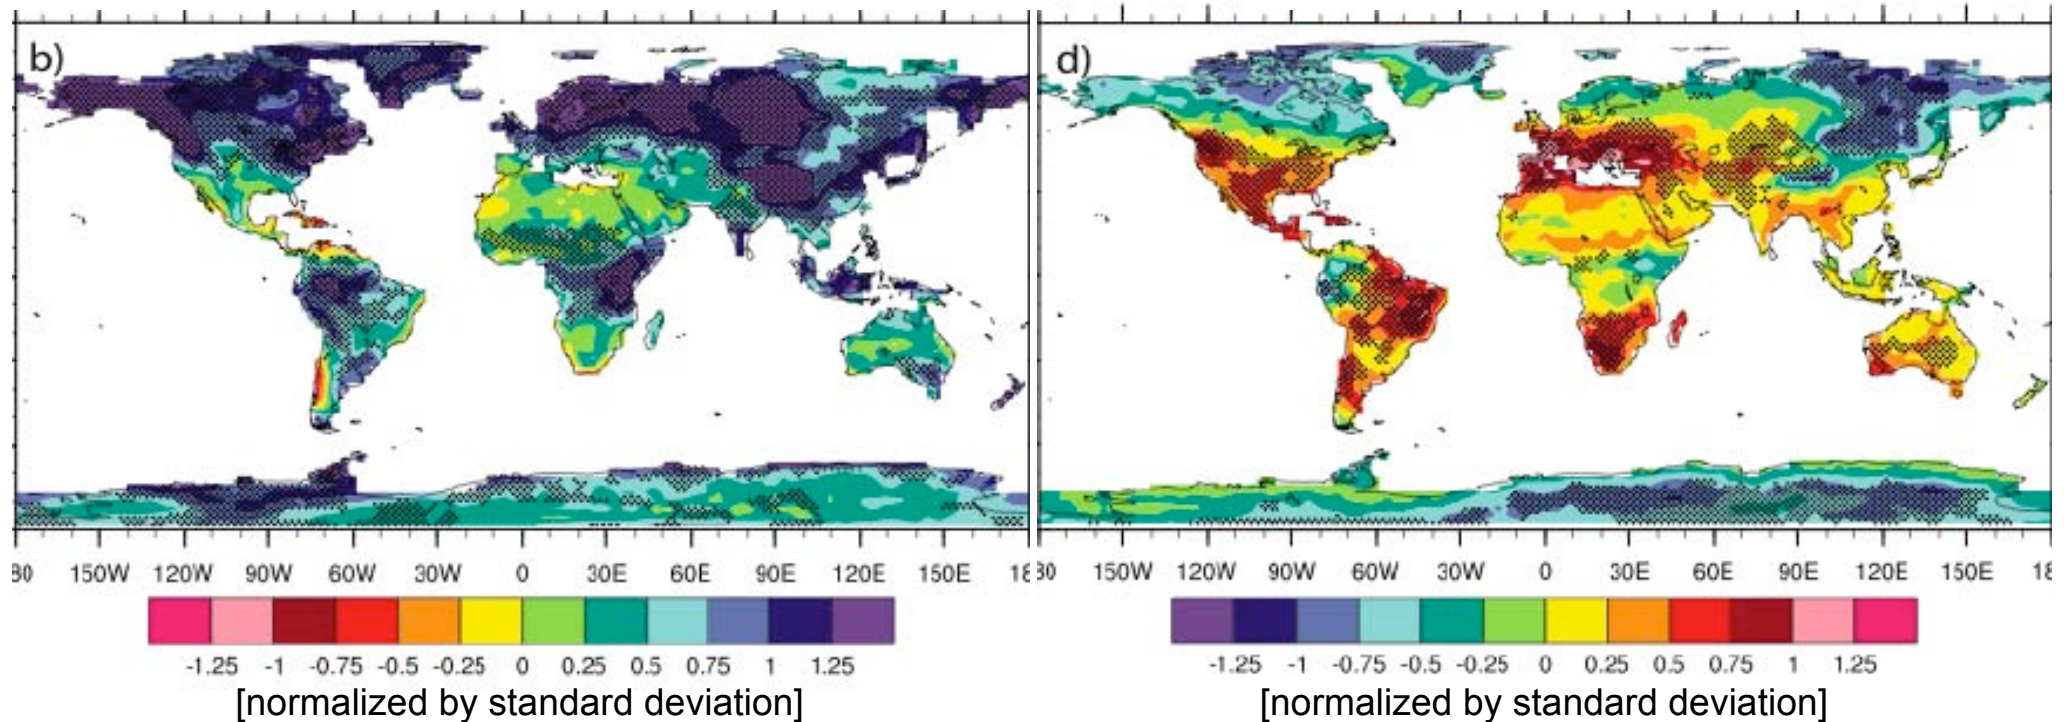 b)
d)
80 150W 120W 90W 60W 30W 0 30E 60E 90E 120E 150E 18
80 150W 120W 90W 60W 30W 0 30E 60E 90E 120E 150E 18
-1.25 -1 -0.75 -0.5 -0.25 0 0.25 0.5 0.75 1 1.25
-1.25 -1 -0.75 -0.5 -0.25 0 0.25 0.5 0.75 1 1.25
[normalized by standard deviation]
[normalized by standard deviation]